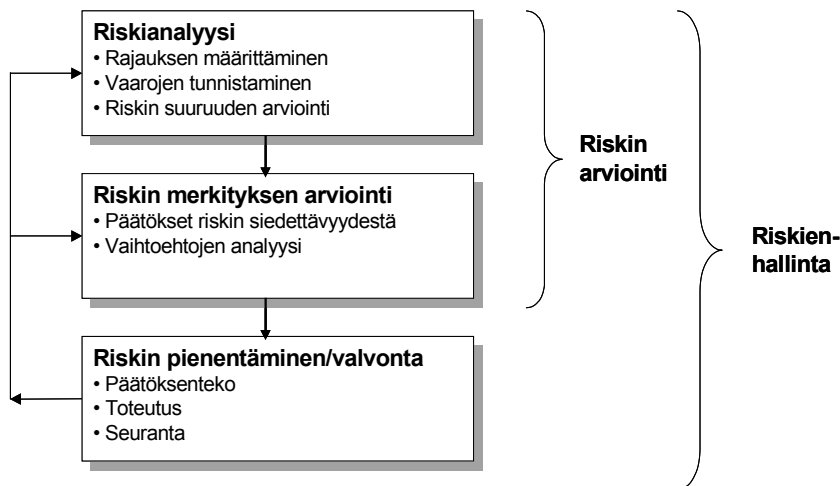 Riskianalyysi
• Rajauksen määrittäminen
• Vaarojen tunnistaminen
• Riskin suuruuden arviointi
Riskin merkityksen arviointi
• Päätökset riskin siedettävyydestä
• Vaihtoehtojen analyysi
Riskin pienentäminen/valvonta
• Päätöksenteko
• Toteutus
• Seuranta
Riskin
arviointi
Riskien-
hallinta